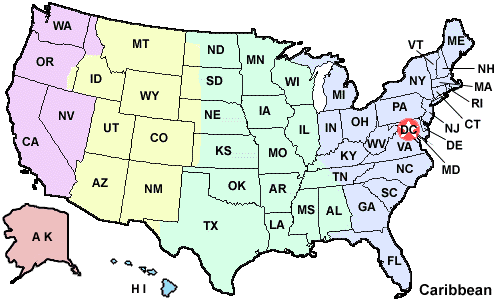 WA
MT
ND
MN
VT
ME
OR
ID
SD
WI
MI
NY
NH
MA
RI
CT
WY
NE
IA
PA
NJ
DE
MD
NV
UT
CO
KS
MO
IL
IN
OH
WV
DC
VA
KY
CA
AZ
NM
OK
AR
TN
NC
SC
TX
LA
MS
AL
GA
FL
A K
H I
Caribbean